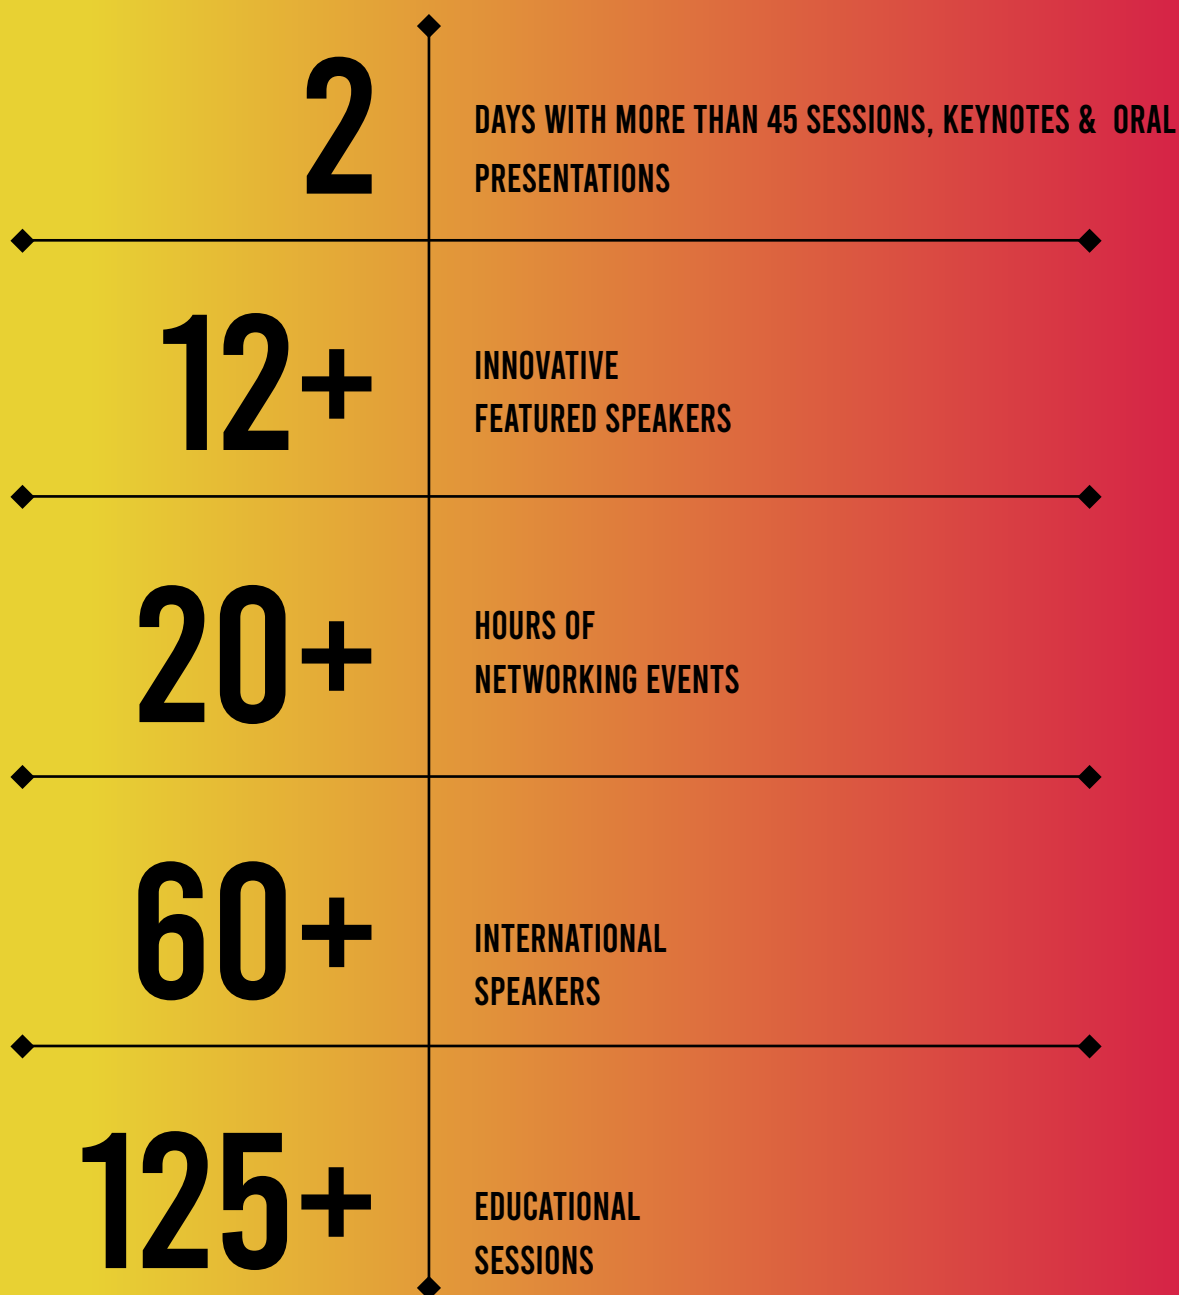 2
DAYS WITH MORE THAN 45 SESSIONS, KEYNOTES & ORAL
PRESENTATIONS
12+
INNOVATIVE
FEATURED SPEAKERS
20+
HOURS OF
NETWORKING EVENTS
60+
INTERNATIONAL
SPEAKERS
125+
EDUCATIONAL
SESSIONS